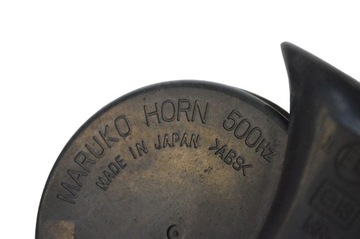 MARUKO HORN 500Hz
MADE IN JAPAN >ABS<